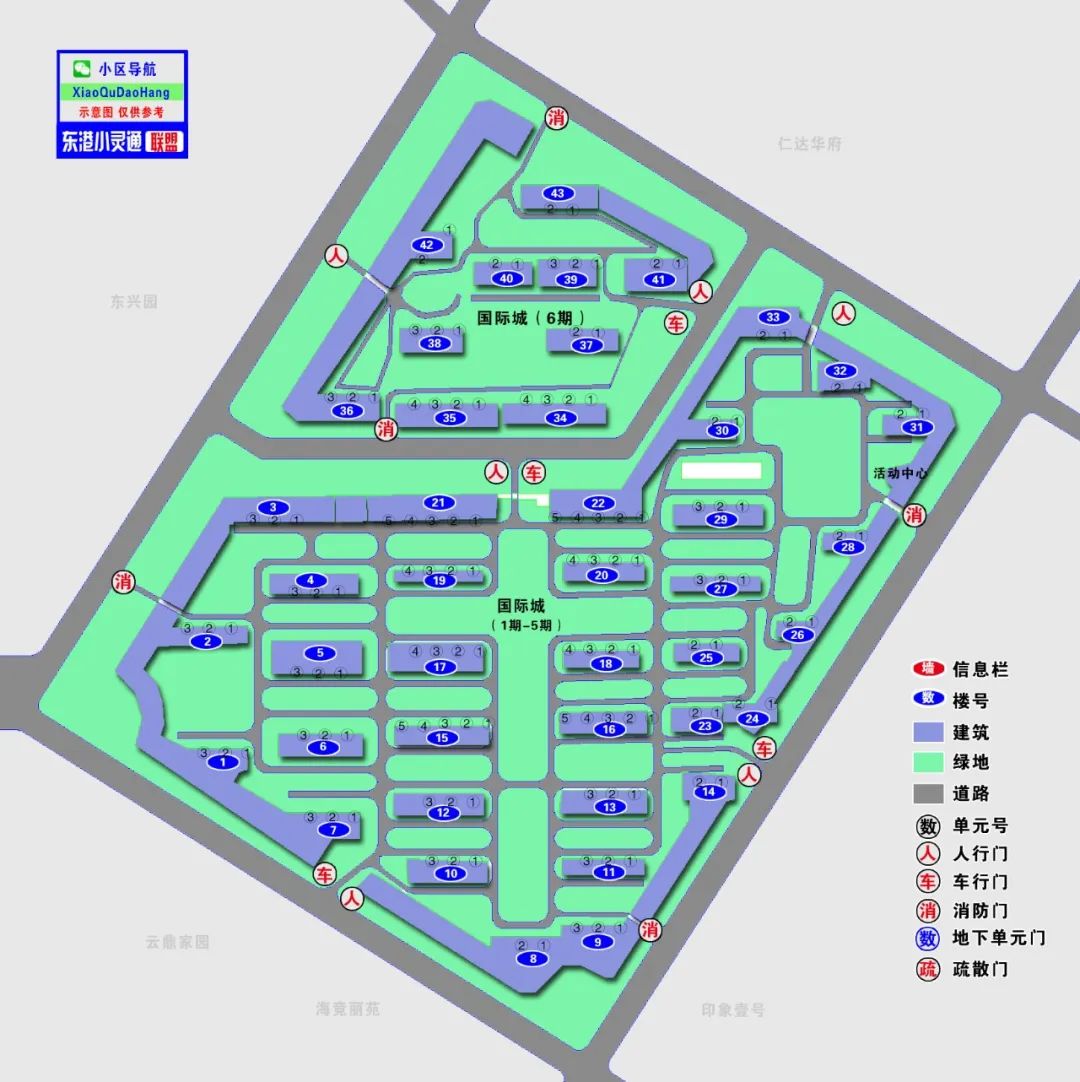 小区导航
XiaoQuDaoHang
示意图 仅供参考
东港小灵通 联盟
消
仁达华府
43
2 1
42
1
2
人
2 1
40
3 2 1
39
2 1
41
人
东兴园
国际城（6期）
车
人
33
2 1
3 2 1
38
2 1
37
32
2 1
3 2 1
36
4 3 2 1
35
4 3 2 1
34
消
2 1
30
2 1
31
人 车
活动中心
3
3 2 1
21
5 4 3 2 1
22
5 4 3 2 1
3 2 1
29
消
2 1
28
消
4
3 2 1
4 3 2 1
19
4 3 2 1
20
3 2 1
27
国际城
（1期-5期）
3 2 1
2
2 1
26
5
3 2 1
4 3 2 1
17
4 3 2 1
18
2 1
25
墙 信息栏
数 楼号
建筑
绿地
道路
数 单元号
人 人行门
车 车行门
消 消防门
数 地下单元门
疏 疏散门
2 1
24
2 1
23
5 4 3 2 1
16
5 4 3 2 1
15
3 2 1
6
3 2 1
1
车
人
2 1
14
3 2 1
12
3 2 1
13
3 2 1
7
3 2 1
10
3 2 1
11
车
人
消
3 2 1
9
2 1
8
云鼎家园
海竞丽苑
印象壹号